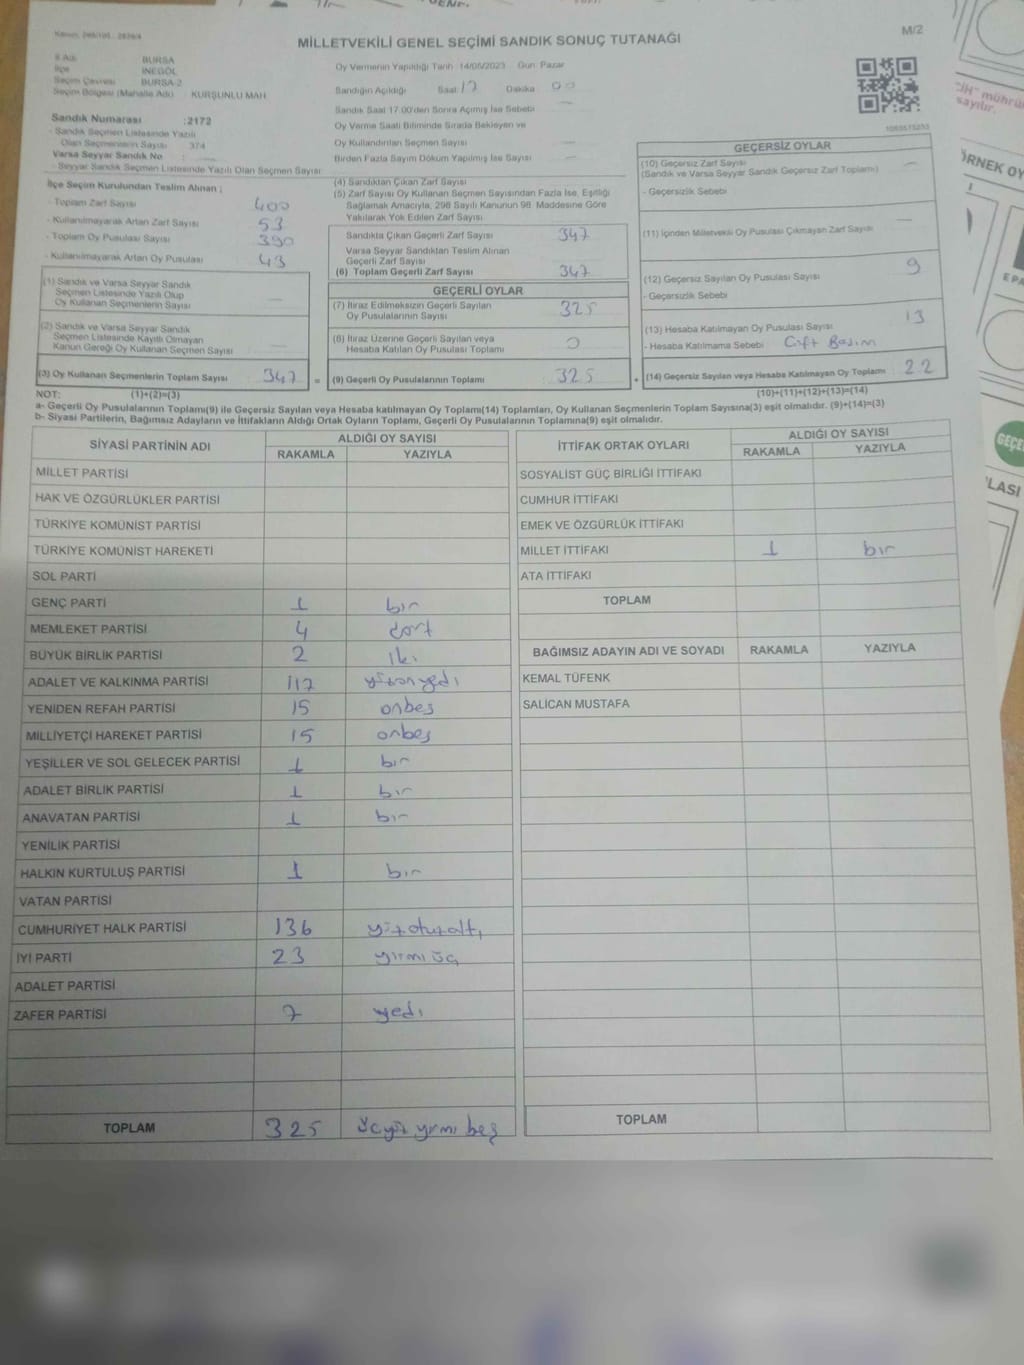 M/2
MİLLETVEKİLİ GENEL SEÇİMİ SANDIK SONUÇ TUTANAĞI
İl Adı BURSA
İlçe İNEGÖL
Seçim Çevresi BURSA-2
Seçim Bölgesi (Mahalle Adı) : KURŞUNLU MAH.
Oy Vermenin Yapıldığı Tarih :14/05/2023 Gün: Pazar
Sandığın Açıldığı Saat 17 Dakika 00
Sandık Saat 17.00'den Sonra Açılmış İse Sebebi —
Oy Verme Saati Bitiminde Sırada Bekleyen ve
Oy Kullandırılan Seçmen Sayısı —
Birden Fazla Sayım Döküm Yapılmış İse Sayısı —
Sandık Numarası :2172
- Sandık Seçmen Listesinde Yazılı
Olan Seçmenlerin Sayısı : 374
Varsa Seyyar Sandık No :
- Seyyar Sandık Seçmen Listesinde Yazılı Olan Seçmen Sayısı
İlçe Seçim Kurulundan Teslim Alınan ;
- Toplam Zarf Sayısı 400
- Kullanılmayarak Artan Zarf Sayısı 53
- Toplam Oy Pusulası Sayısı 390
- Kullanılmayarak Artan Oy Pusulası 43
(1) Sandık ve Varsa Seyyar Sandık
Seçmen Listesinde Yazılı Olup
Oy Kullanan Seçmenlerin Sayısı —
(2) Sandık ve Varsa Seyyar Sandık
Seçmen Listesinde Kayıtlı Olmayan
Kanun Gereği Oy Kullanan Seçmen Sayısı —
(3) Oy Kullanan Seçmenlerin Toplam Sayısı 347
(4) Sandıktan Çıkan Zarf Sayısı
(5) Zarf Sayısı Oy Kullanan Seçmen Sayısından Fazla İse, Eşitliği
Sağlamak Amacıyla, 298 Sayılı Kanunun 98. Maddesine Göre
Yakılarak Yok Edilen Zarf Sayısı
Sandıkta Çıkan Geçerli Zarf Sayısı 347
Varsa Seyyar Sandıktan Teslim Alınan
Geçerli Zarf Sayısı
(6) Toplam Geçerli Zarf Sayısı 347
GEÇERLİ OYLAR
(7) İtiraz Edilmeksizin Geçerli Sayılan
Oy Pusulalarının Sayısı 325
(8) İtiraz Üzerine Geçerli Sayılan veya
Hesaba Katılan Oy Pusulası Toplamı 0
= (9) Geçerli Oy Pusulalarının Toplamı 325
GEÇERSİZ OYLAR
(10) Geçersiz Zarf Sayısı —
(Sandık ve Varsa Seyyar Sandık Geçersiz Zarf Toplamı)
- Geçersizlik Sebebi
(11) İçinden Milletvekili Oy Pusulası Çıkmayan Zarf Sayısı —
(12) Geçersiz Sayılan Oy Pusulası Sayısı 9
- Geçersizlik Sebebi
(13) Hesaba Katılmayan Oy Pusulası Sayısı 13
- Hesaba Katılmama Sebebi Çift Basım
+ (14) Geçersiz Sayılan veya Hesaba Katılmayan Oy Toplamı 22
NOT: (1)+(2)=(3) (10)+(11)+(12)+(13)=(14)
a- Geçerli Oy Pusulalarının Toplamı(9) ile Geçersiz Sayılan veya Hesaba katılmayan Oy Toplamı(14) Toplamları, Oy Kullanan Seçmenlerin Toplam Sayısına(3) eşit olmalıdır. (9)+(14)=(3)
b- Siyasi Partilerin, Bağımsız Adayların ve İttifakların Aldığı Ortak Oyların Toplamı, Geçerli Oy Pusulalarının Toplamına(9) eşit olmalıdır.
SİYASİ PARTİNİN ADI ALDIĞI OY SAYISI
RAKAMLA YAZIYLA
MİLLET PARTİSİ
HAK VE ÖZGÜRLÜKLER PARTİSİ
TÜRKİYE KOMÜNİST PARTİSİ
TÜRKİYE KOMÜNİST HAREKETİ
SOL PARTİ
GENÇ PARTİ 1 bir
MEMLEKET PARTİSİ 4 dört
BÜYÜK BİRLİK PARTİSİ 2 iki
ADALET VE KALKINMA PARTİSİ 117 yüzonyedi
YENİDEN REFAH PARTİSİ 15 onbeş
MİLLİYETÇİ HAREKET PARTİSİ 15 onbeş
YEŞİLLER VE SOL GELECEK PARTİSİ 1 bir
ADALET BİRLİK PARTİSİ 1 bir
ANAVATAN PARTİSİ 1 bir
YENİLİK PARTİSİ
HALKIN KURTULUŞ PARTİSİ 1 bir
VATAN PARTİSİ
CUMHURİYET HALK PARTİSİ 136 yüzotuzaltı
İYİ PARTİ 23 yirmi üç
ADALET PARTİSİ
ZAFER PARTİSİ 7 yedi
TOPLAM 325 üçyüz yirmi beş
İTTİFAK ORTAK OYLARI ALDIĞI OY SAYISI
RAKAMLA YAZIYLA
SOSYALİST GÜÇ BİRLİĞİ İTTİFAKI
CUMHUR İTTİFAKI
EMEK VE ÖZGÜRLÜK İTTİFAKI
MİLLET İTTİFAKI 1 bir
ATA İTTİFAKI
TOPLAM
BAĞIMSIZ ADAYIN ADI VE SOYADI RAKAMLA YAZIYLA
KEMAL TÜFENK
SALİCAN MUSTAFA
TOPLAM